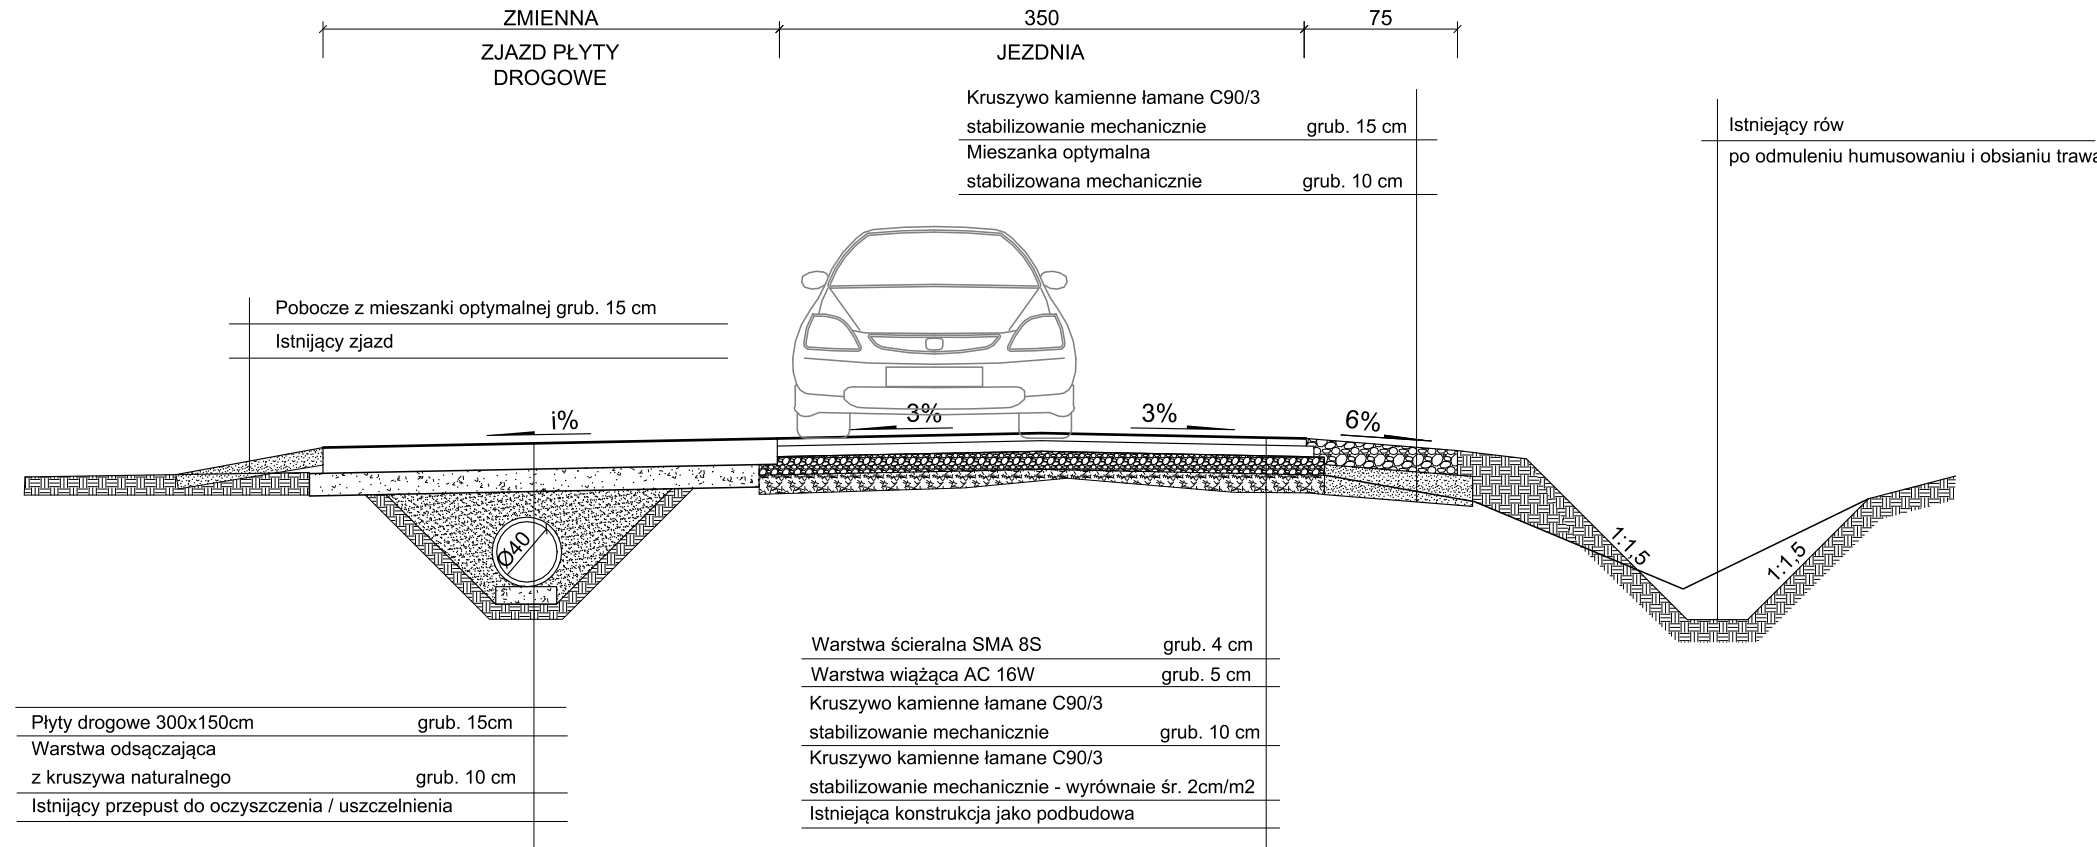 ZMIENNA
350
75
ZJAZD PŁYTY
DROGOWE
JEZDNIA
Kruszywo kamienne łamane C90/3
stabilizowanie mechanicznie grub. 15 cm
Mieszanka optymalna
stabilizowana mechanicznie grub. 10 cm
Istniejący rów
po odmuleniu humusowaniu i obsianiu trawą
Pobocze z mieszanki optymalnej grub. 15 cm
Istnijący zjazd
i%
3%
3%
6%
Ø40
1:1,5
1:1,5
Płyty drogowe 300x150cm grub. 15cm
Warstwa odsączająca
z kruszywa naturalnego grub. 10 cm
Istnijący przepust do oczyszczenia / uszczelnienia
Warstwa ścieralna SMA 8S grub. 4 cm
Warstwa wiążąca AC 16W grub. 5 cm
Kruszywo kamienne łamane C90/3
stabilizowanie mechanicznie grub. 10 cm
Kruszywo kamienne łamane C90/3
stabilizowanie mechanicznie - wyrównaie śr. 2cm/m2
Istniejąca konstrukcja jako podbudowa